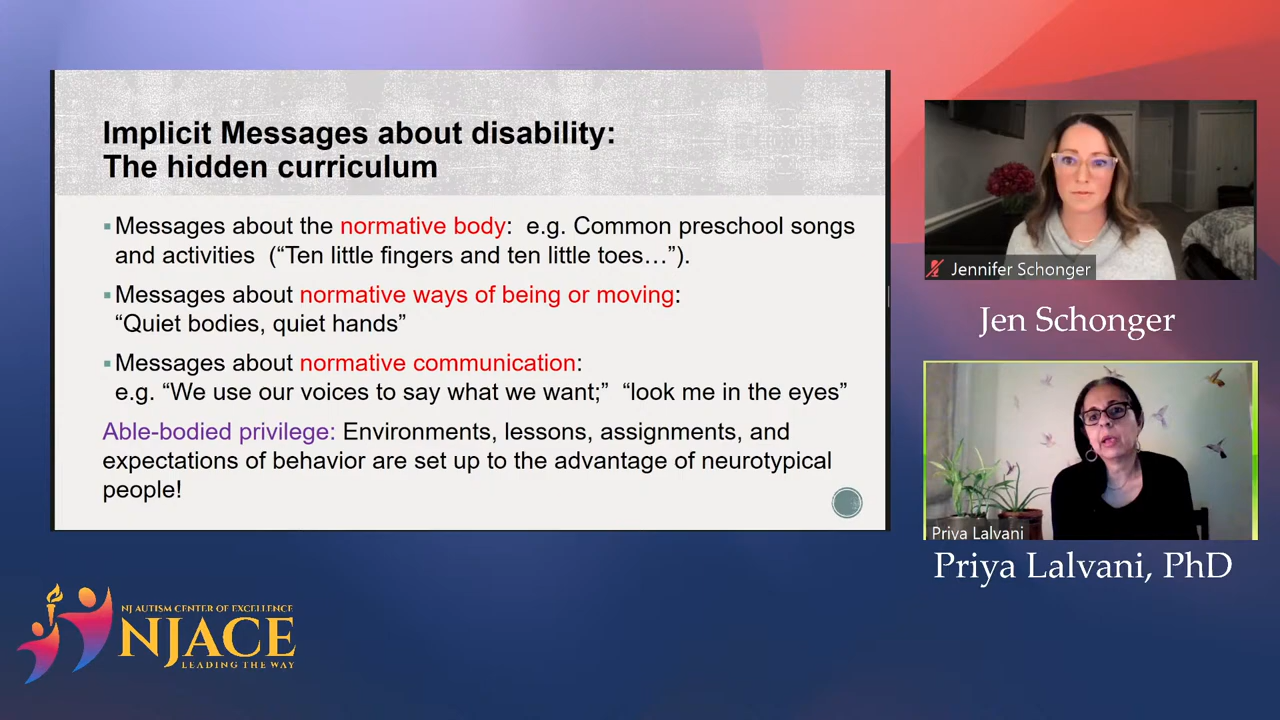 Implicit Messages about disability:
The hidden curriculum
▪Messages about the normative body: e.g. Common preschool songs
and activities (“Ten little fingers and ten little toes…”).
▪Messages about normative ways of being or moving:
“Quiet bodies, quiet hands”
▪Messages about normative communication:
e.g. “We use our voices to say what we want;” “look me in the eyes”
Able-bodied privilege: Environments, lessons, assignments, and
expectations of behavior are set up to the advantage of neurotypical
people!
Jennifer Schonger
Jen Schonger
Priya Lalvani
Priya Lalvani, PhD
NJ AUTISM CENTER OF EXCELLENCE
NJACE
LEADING THE WAY